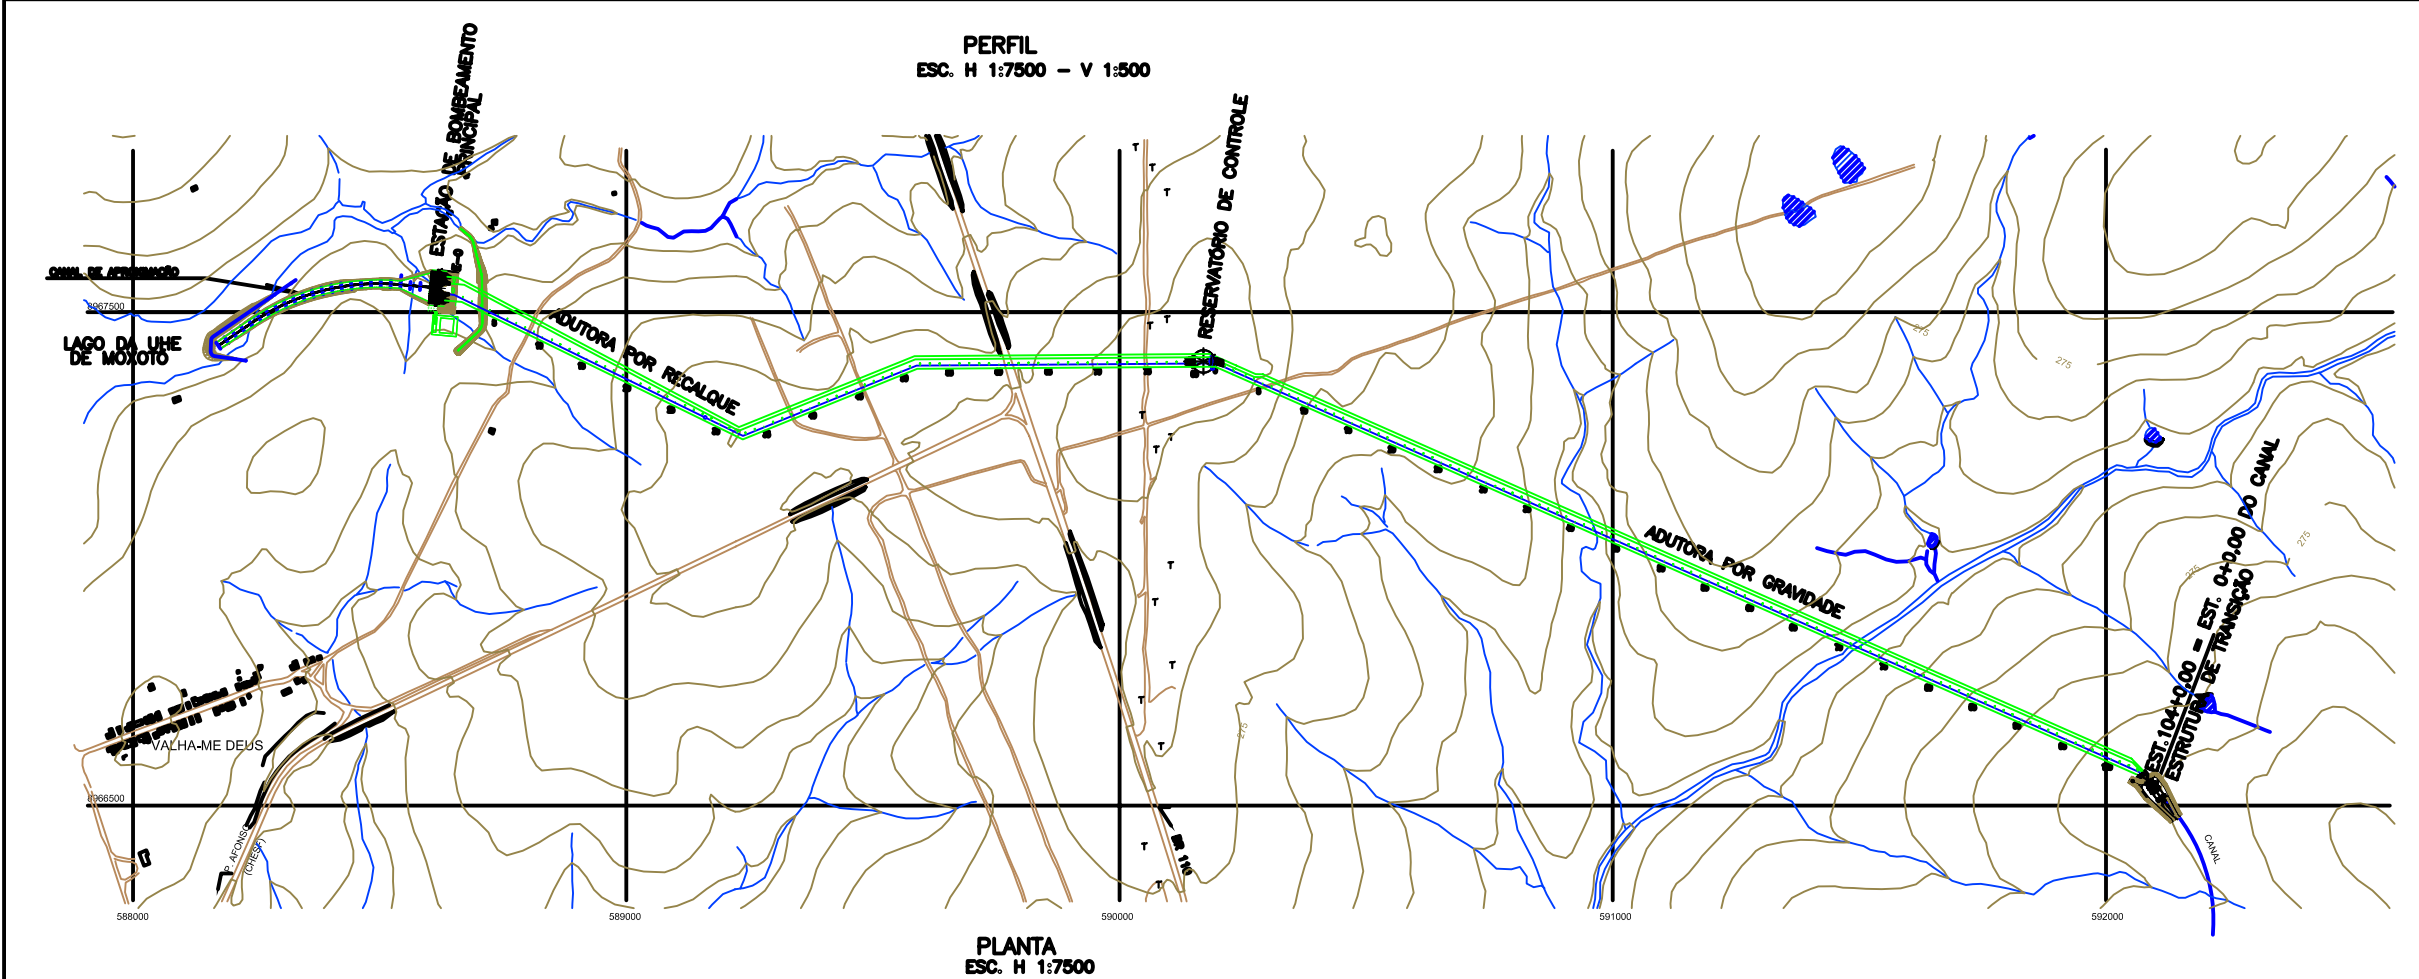 PERFIL
ESC. H 1:7500 - V 1:500
ESTAÇÃO DE BOMBEAMENTO
PRINCIPAL
E-0
RESERVATÓRIO DE CONTROLE
CANAL DE APROXIMAÇÃO
8967500
LAGO DA UHE
DE MOXOTÓ
ADUTORA POR RECALQUE
275
275
275
275
275
ADUTORA POR GRAVIDADE
EST.104+0,00 = EST. 0+0,00 DO CANAL
ESTRUTURA DE TRANSIÇÃO
VALHA-ME DEUS
8966500
P. AFONSO
(CHESF)
BR 110
CANAL
588000
589000
590000
591000
592000
PLANTA
ESC. H 1:7500